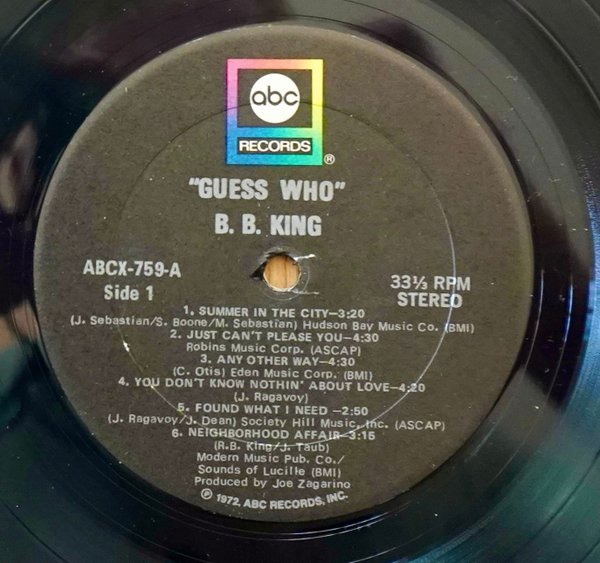 abc
RECORDS
®
"GUESS WHO"
B. B. KING
ABCX-759-A
Side 1
33⅓ RPM
STEREO
1. SUMMER IN THE CITY—3:20
(J. Sebastian/S. Boone/M. Sebastian) Hudson Bay Music Co. (BMI)
2. JUST CAN'T PLEASE YOU—4:30
Robins Music Corp. (ASCAP)
3. ANY OTHER WAY—4:30
(C. Otis) Eden Music Corp. (BMI)
4. YOU DON'T KNOW NOTHIN' ABOUT LOVE—4:20
(J. Ragavoy)
5. FOUND WHAT I NEED —2:50
(J. Ragavoy/J. Dean) Society Hill Music, Inc. (ASCAP)
6. NEIGHBORHOOD AFFAIR—3:15
(R.B. King/J. Taub)
Modern Music Pub. Co./
Sounds of Lucille (BMI)
Produced by Joe Zagarino
℗ 1972, ABC RECORDS, INC.